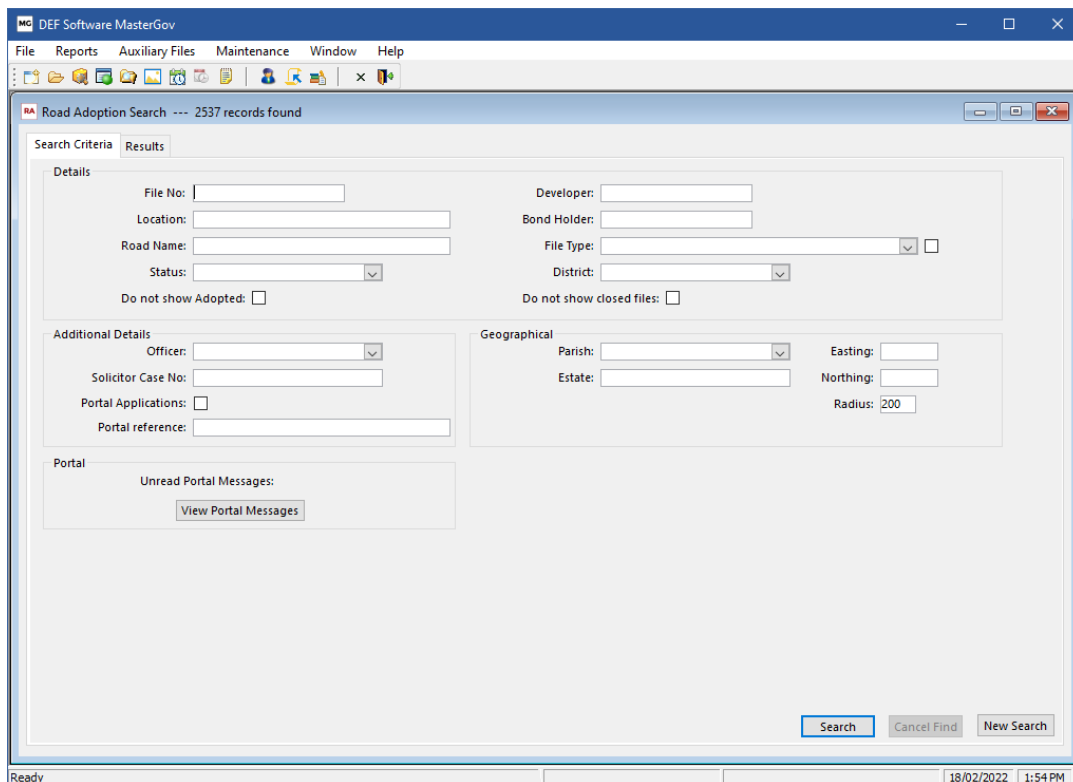 MG DEF Software MasterGov
File Reports Auxiliary Files Maintenance Window Help
RA Road Adoption Search --- 2537 records found
Search Criteria Results
Details
File No: Developer:
Location: Bond Holder:
Road Name: File Type:
Status: District:
Do not show Adopted: Do not show closed files:
Additional Details Geographical
Officer: Parish: Easting:
Solicitor Case No: Estate: Northing:
Portal Applications: Radius: 200
Portal reference:
Portal
Unread Portal Messages:
View Portal Messages
Search Cancel Find New Search
Ready 18/02/2022 1:54 PM